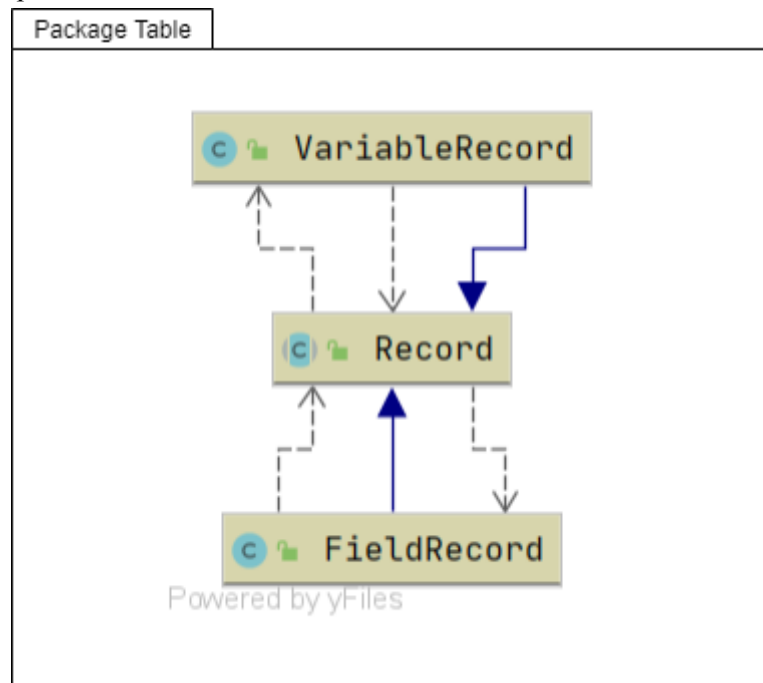 Package Table
C VariableRecord
C Record
C FieldRecord
Powered by yFiles